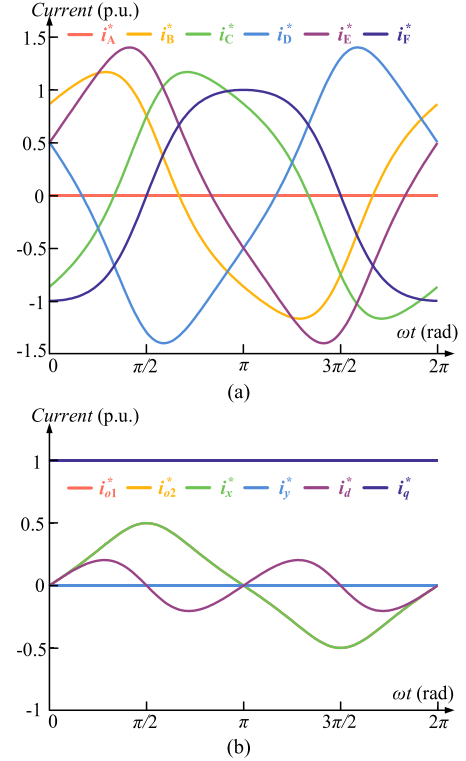 Current (p.u.)
1.5
i*A i*B i*C i*D i*E i*F
1
0.5
0
-0.5
-1
-1.5
ωt (rad)
0 π/2 π 3π/2 2π
(a)
Current (p.u.)
1
i*o1 i*o2 i*x i*y i*d i*q
0.5
0
-0.5
ωt (rad)
-1
0 π/2 π 3π/2 2π
(b)